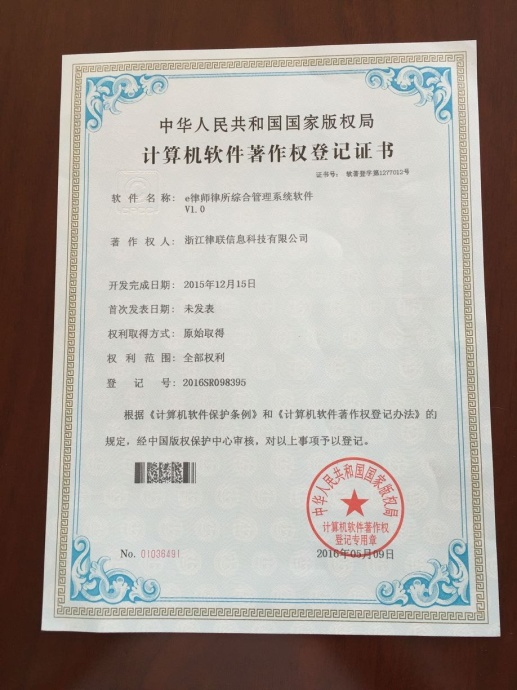 中华人民共和国国家版权局
计算机软件著作权登记证书
证书号： 软著登字第1277012号
软件名称： e律师律所综合管理系统软件
V1.0
著作权人： 浙江律联信息科技有限公司
开发完成日期： 2015年12月15日
首次发表日期： 未发表
权利取得方式： 原始取得
权利范围： 全部权利
登记号： 2016SR098395
根据《计算机软件保护条例》和《计算机软件著作权登记办法》的
规定，经中国版权保护中心审核，对以上事项予以登记。
中华人民共和国国家版权局
计算机软件著作权
登记专用章
No. 01036491
2016年05月09日